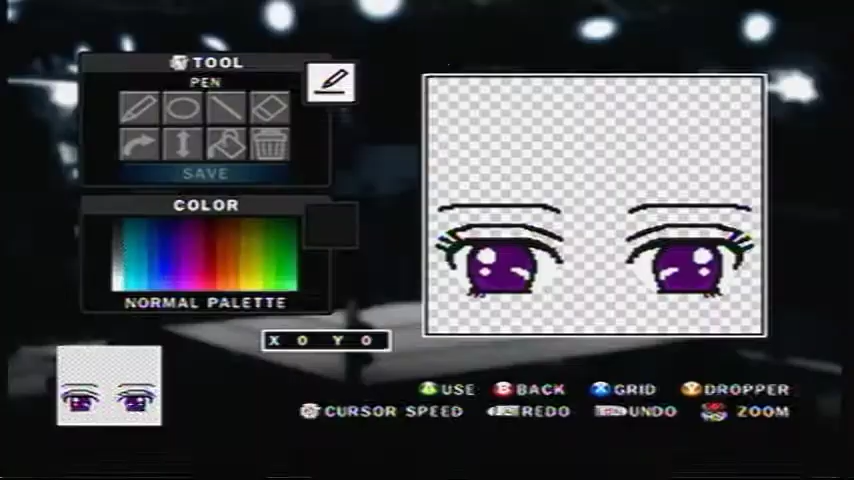 TOOL
PEN
SAVE
COLOR
NORMAL PALETTE
X 0 Y 0
A USE B BACK X GRID Y DROPPER
CURSOR SPEED REDO UNDO ZOOM